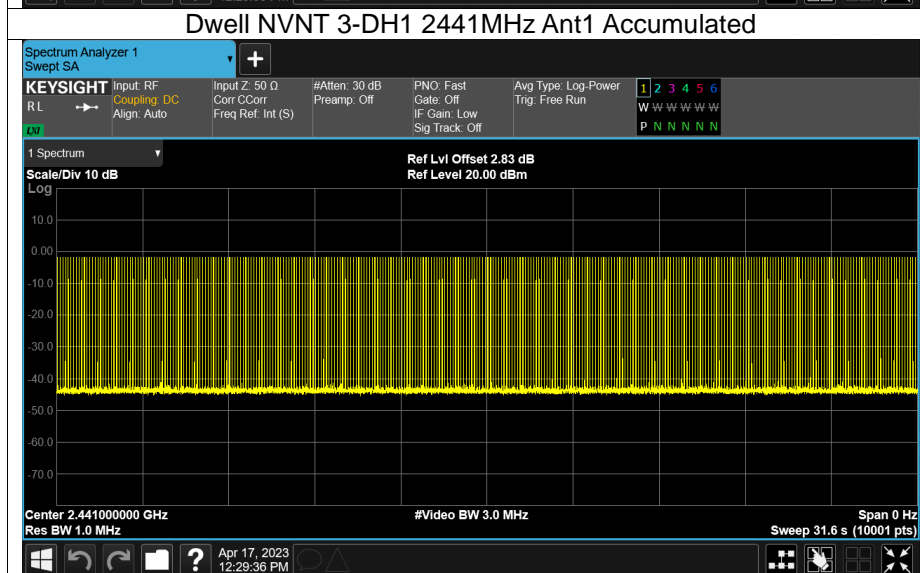 Dwell NVNT 3-DH1 2441MHz Ant1 Accumulated
Spectrum Analyzer 1
Swept SA
+
KEYSIGHT Input: RF Input Z: 50 Ω #Atten: 30 dB PNO: Fast Avg Type: Log-Power 1 2 3 4 5 6
RL Coupling: DC Corr CCorr Preamp: Off Gate: Off Trig: Free Run W W W W W W
Align: Auto Freq Ref: Int (S) IF Gain: Low
LXI Sig Track: Off P N N N N N
1 Spectrum Ref Lvl Offset 2.83 dB
Scale/Div 10 dB Ref Level 20.00 dBm
Log
10.0
0.00
-10.0
-20.0
-30.0
-40.0
-50.0
-60.0
-70.0
Center 2.441000000 GHz #Video BW 3.0 MHz Span 0 Hz
Res BW 1.0 MHz Sweep 31.6 s (10001 pts)
? Apr 17, 2023
12:29:36 PM